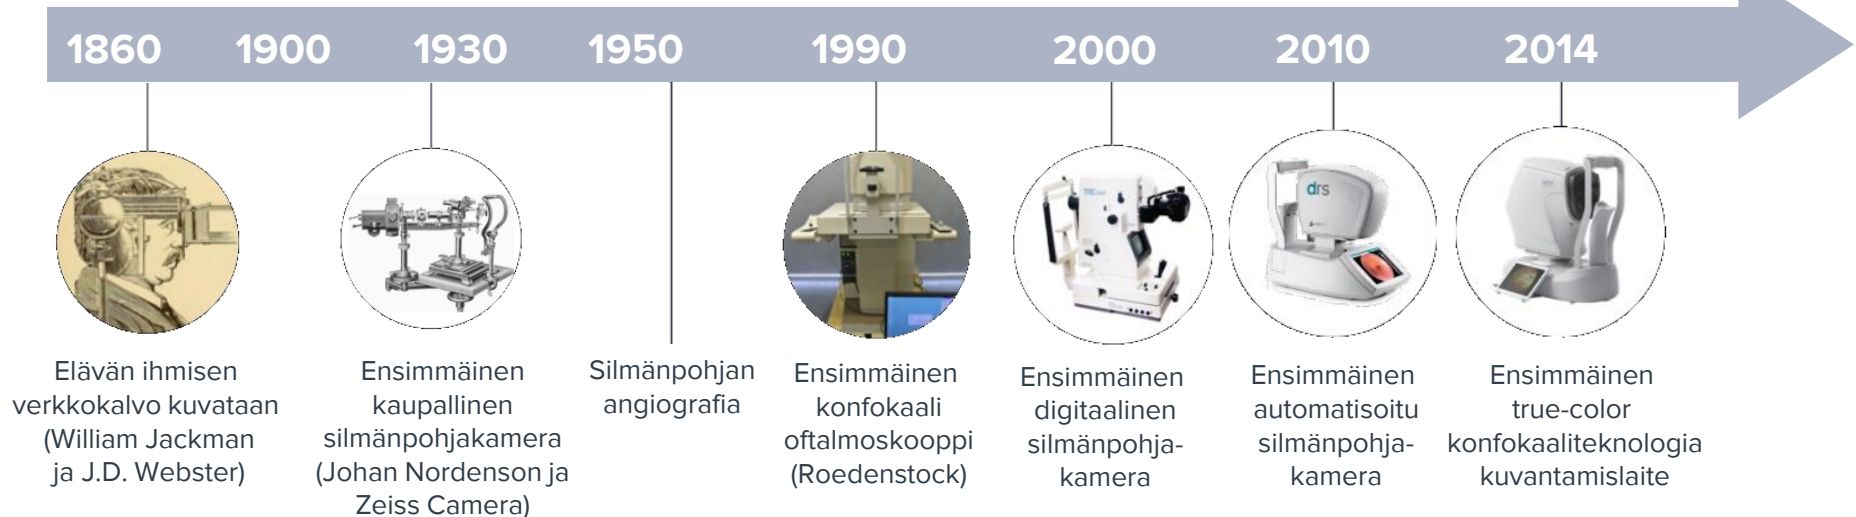 1860 1900 1930 1950 1990 2000 2010 2014
drs
Elävän ihmisen
verkkokalvo kuvataan
(William Jackman
ja J.D. Webster)
Ensimmäinen
kaupallinen
silmänpohjakamera
(Johan Nordenson ja
Zeiss Camera)
Silmänpohjan
angiografia
Ensimmäinen
konfokaali
oftalmoskooppi
(Roedenstock)
Ensimmäinen
digitaalinen
silmänpohja-
kamera
Ensimmäinen
automatisoitu
silmänpohja-
kamera
Ensimmäinen
true-color
konfokaaliteknologia
kuvantamislaite